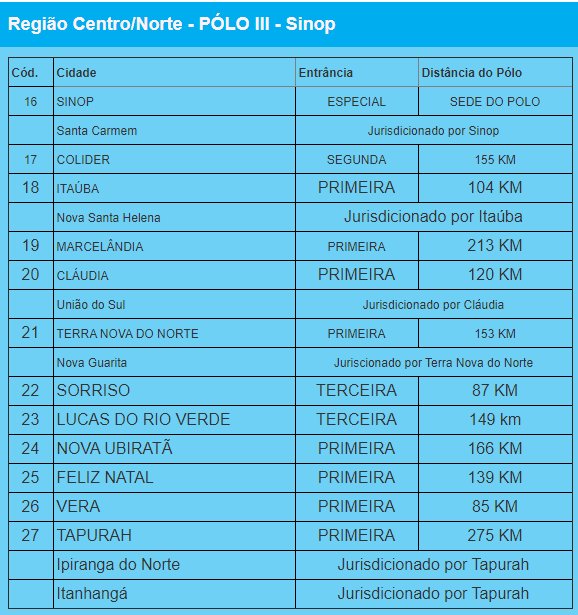 Região Centro/Norte - PÓLO III - Sinop
Cód. Cidade Entrância Distância do Pólo
16 SINOP ESPECIAL SEDE DO POLO
Santa Carmem Jurisdicionado por Sinop
17 COLIDER SEGUNDA 155 KM
18 ITAÚBA PRIMEIRA 104 KM
Nova Santa Helena Jurisdicionado por Itaúba
19 MARCELÂNDIA PRIMEIRA 213 KM
20 CLÁUDIA PRIMEIRA 120 KM
União do Sul Jurisdicionado por Cláudia
21 TERRA NOVA DO NORTE PRIMEIRA 153 KM
Nova Guarita Juriscionado por Terra Nova do Norte
22 SORRISO TERCEIRA 87 KM
23 LUCAS DO RIO VERDE TERCEIRA 149 km
24 NOVA UBIRATÃ PRIMEIRA 166 KM
25 FELIZ NATAL PRIMEIRA 139 KM
26 VERA PRIMEIRA 85 KM
27 TAPURAH PRIMEIRA 275 KM
Ipiranga do Norte Jurisdicionado por Tapurah
Itanhangá Jurisdicionado por Tapurah